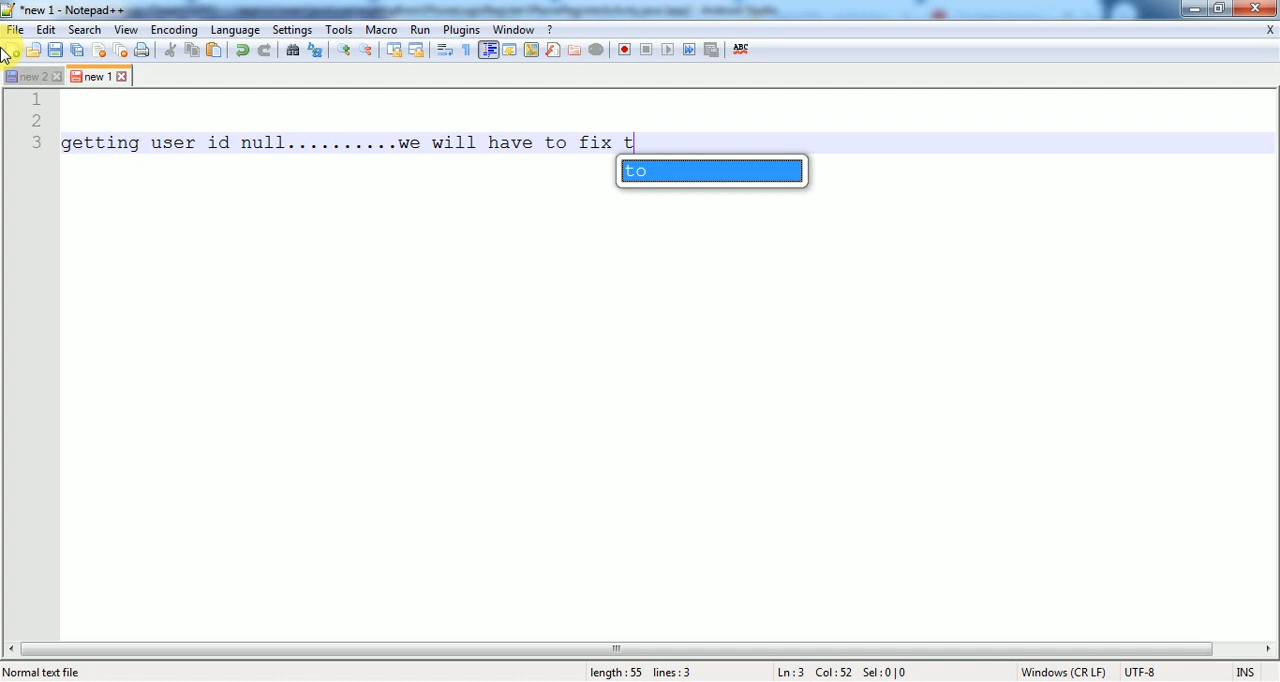 *new 1 - Notepad++
File Edit Search View Encoding Language Settings Tools Macro Run Plugins Window ? X
ABC
new 2 new 1
1
2
3 getting user id null..........we will have to fix t
to
Normal text file length : 55 lines : 3 Ln : 3 Col : 52 Sel : 0 | 0 Windows (CR LF) UTF-8 INS